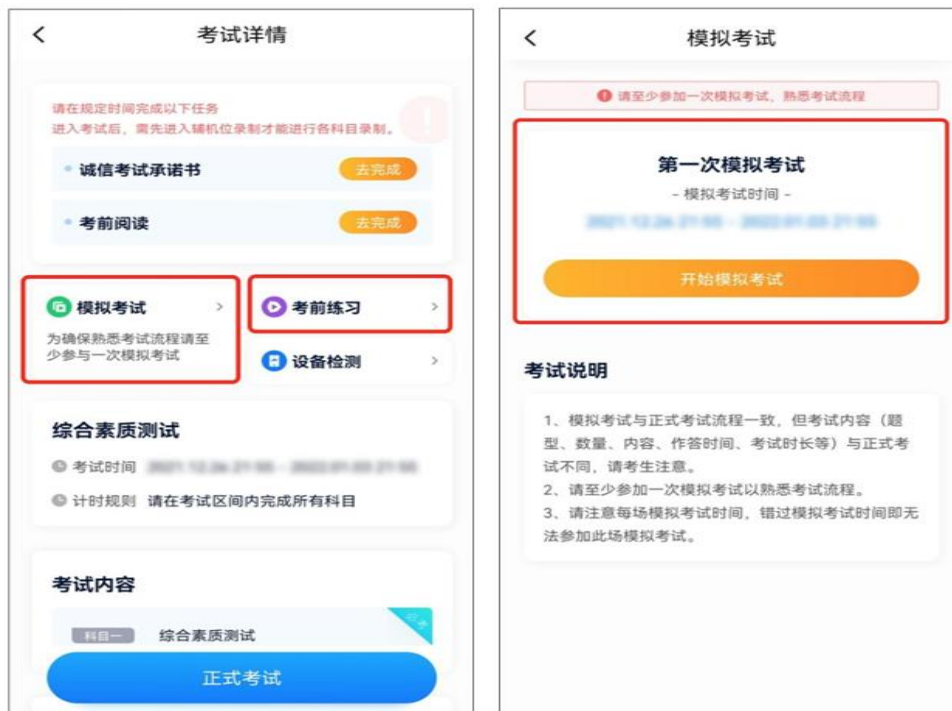 考试详情
请在规定时间完成以下任务
进入考试后，需先进入辅机位录制才能进行各科目录制。
诚信考试承诺书
去完成
考前阅读
去完成
模拟考试
为确保熟悉考试流程请至
少参与一次模拟考试
考前练习
设备检测
综合素质测试
考试时间
计时规则 请在考试区间内完成所有科目
考试内容
科目一 综合素质测试
正式考试
模拟考试
请至少参加一次模拟考试，熟悉考试流程
第一次模拟考试
- 模拟考试时间 -
开始模拟考试
考试说明
1、模拟考试与正式考试流程一致，但考试内容（题
型、数量、内容、作答时间、考试时长等）与正式考
试不同，请考生注意。
2、请至少参加一次模拟考试以熟悉考试流程。
3、请注意每场模拟考试时间，错过模拟考试时间即无
法参加此场模拟考试。